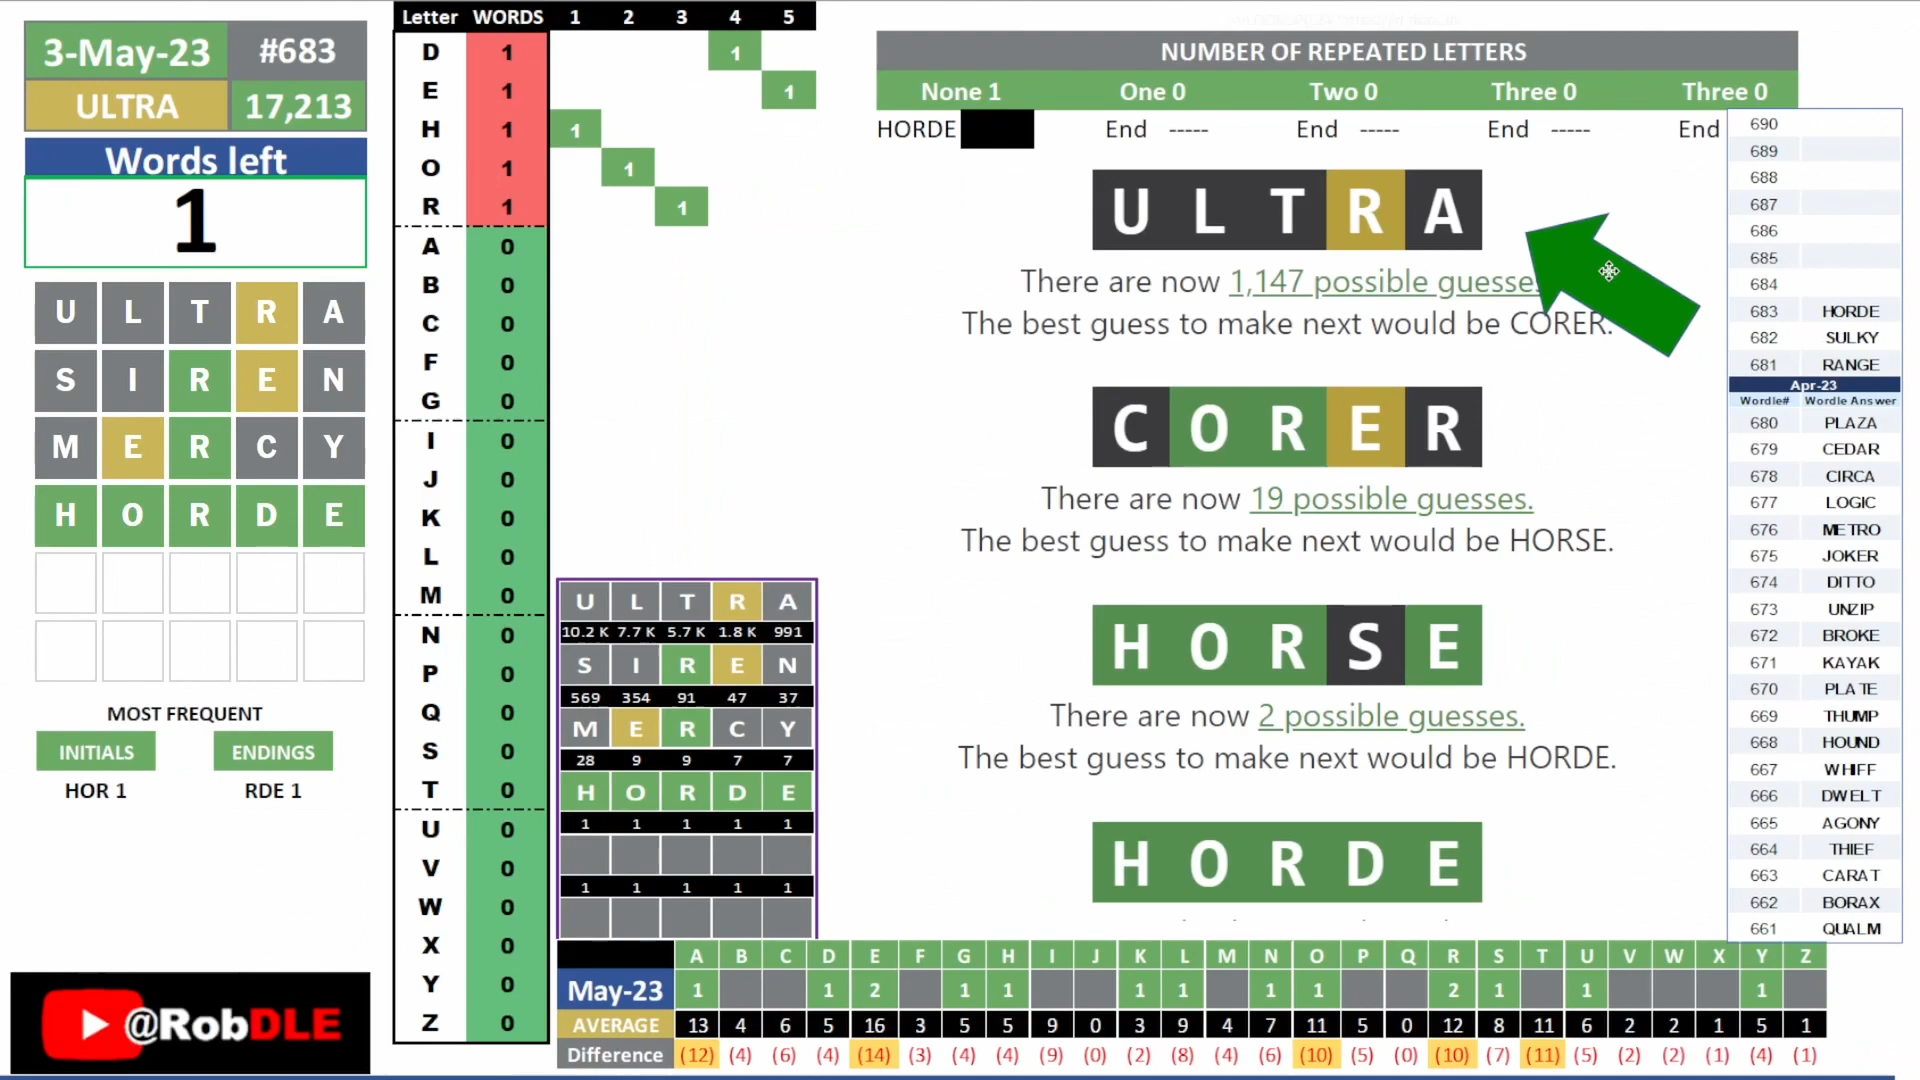 3-May-23 #683
ULTRA 17,213
Words left
1
U L T R A
S I R E N
M E R C Y
H O R D E
MOST FREQUENT
INITIALS ENDINGS
HOR 1 RDE 1
@RobDLE
Letter WORDS 1 2 3 4 5
D 1 1
E 1 1
H 1 1
O 1 1
R 1 1
A 0
B 0
C 0
F 0
G 0
I 0
J 0
K 0
L 0
M 0
N 0
P 0
Q 0
S 0
T 0
U 0
V 0
W 0
X 0
Y 0
Z 0
U L T R A
10.2 K 7.7 K 5.7 K 1.8 K 991
S I R E N
569 354 91 47 37
M E R C Y
28 9 9 7 7
H O R D E
1 1 1 1 1
1 1 1 1 1
NUMBER OF REPEATED LETTERS
None 1 One 0 Two 0 Three 0 Three 0
HORDE End ----- End ----- End ----- End
U L T R A
There are now 1,147 possible guesses
The best guess to make next would be CORER.
C O R E R
There are now 19 possible guesses.
The best guess to make next would be HORSE.
H O R S E
There are now 2 possible guesses.
The best guess to make next would be HORDE.
H O R D E
690
689
688
687
686
685
684
683 HORDE
682 SULKY
681 RANGE
Apr-23
Wordle# Wordle Answer
680 PLAZA
679 CEDAR
678 CIRCA
677 LOGIC
676 METRO
675 JOKER
674 DITTO
673 UNZIP
672 BROKE
671 KAYAK
670 PLATE
669 THUMP
668 HOUND
667 WHIFF
666 DWELT
665 AGONY
664 THIEF
663 CARAT
662 BORAX
661 QUALM
A B C D E F G H I J K L M N O P Q R S T U V W X Y Z
May-23 1 1 2 1 1 1 1 1 1 2 1 1 1
AVERAGE 13 4 6 5 16 3 5 5 9 0 3 9 4 7 11 5 0 12 8 11 6 2 2 1 5 1
Difference (12) (4) (6) (4) (14) (3) (4) (4) (9) (0) (2) (8) (4) (6) (10) (5) (0) (10) (7) (11) (5) (2) (2) (1) (4) (1)